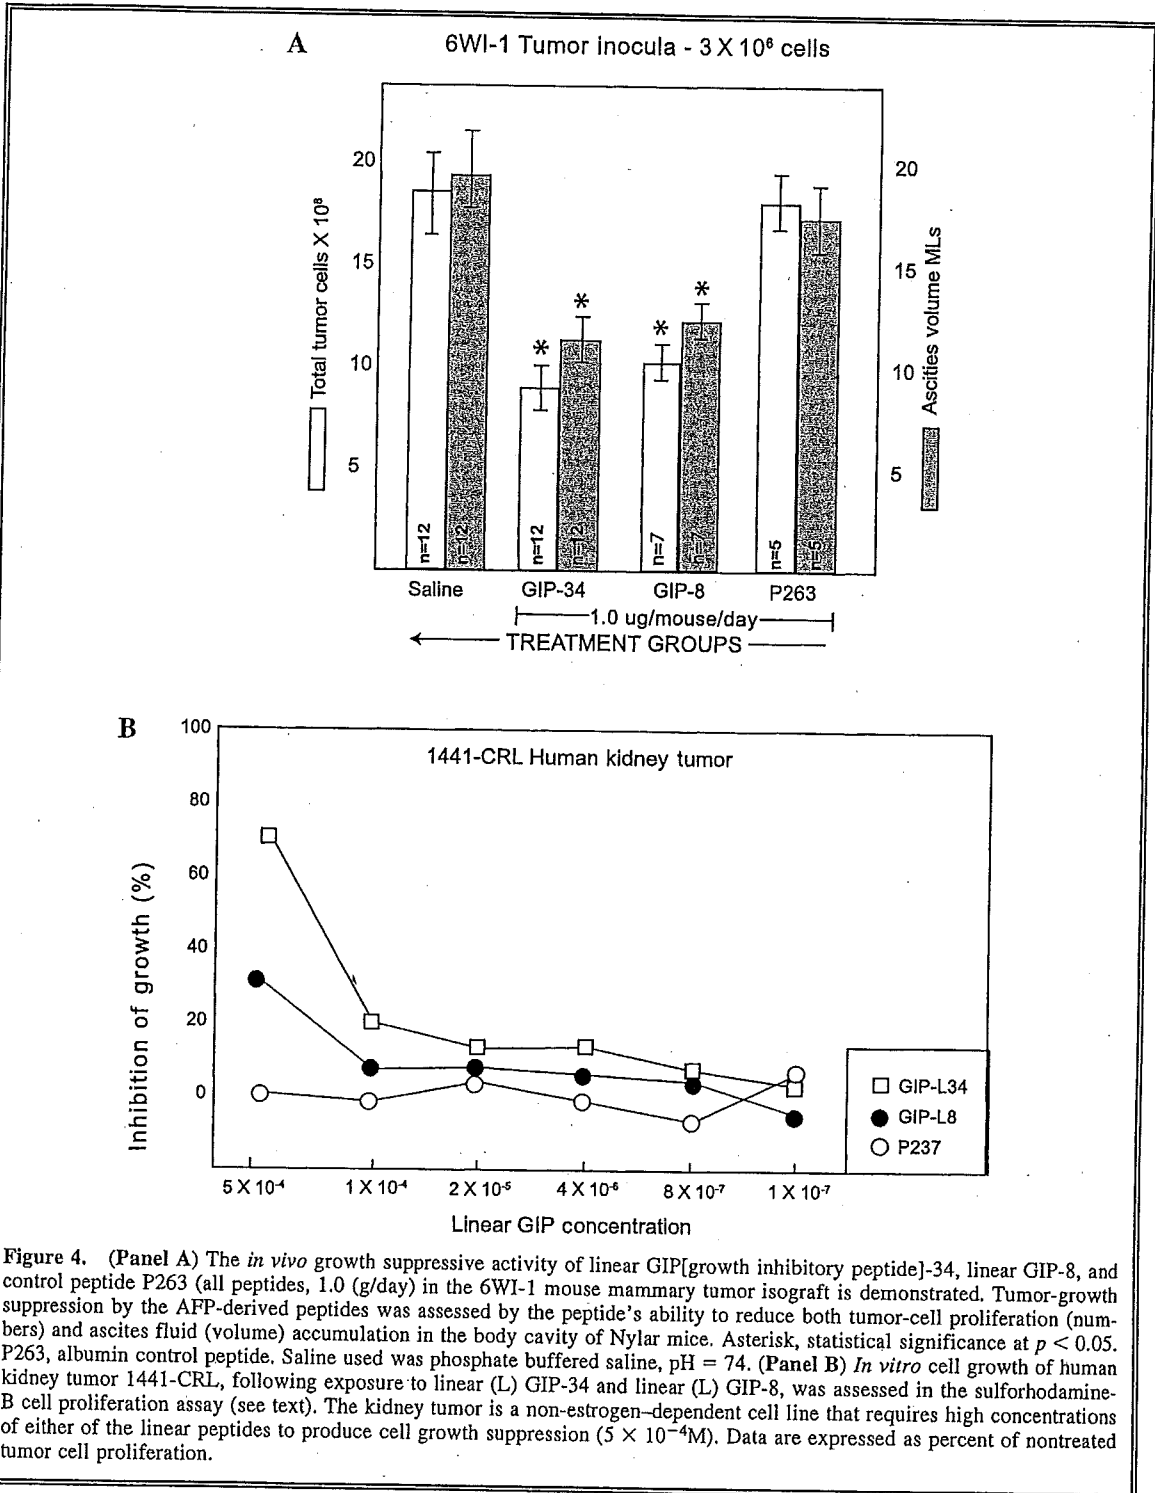 A
6WI-1 Tumor inocula - 3 X 10⁶ cells
20
15
10
5
Total tumor cells X 10⁸
20
15
10
5
Ascities volume MLs
*
*
*
*
n=12
n=12
n=12
n=12
n=7
n=7
n=5
n=5
Saline GIP-34 GIP-8 P263
1.0 ug/mouse/day
TREATMENT GROUPS
B
1441-CRL Human kidney tumor
100
80
60
40
20
0
Inhibition of growth (%)
GIP-L34
GIP-L8
P237
5 X 10⁻⁴ 1 X 10⁻⁴ 2 X 10⁻⁵ 4 X 10⁻⁶ 8 X 10⁻⁷ 1 X 10⁻⁷
Linear GIP concentration
Figure 4. (Panel A) The in vivo growth suppressive activity of linear GIP[growth inhibitory peptide]-34, linear GIP-8, and
control peptide P263 (all peptides, 1.0 (g/day) in the 6WI-1 mouse mammary tumor isograft is demonstrated. Tumor-growth
suppression by the AFP-derived peptides was assessed by the peptide's ability to reduce both tumor-cell proliferation (num-
bers) and ascites fluid (volume) accumulation in the body cavity of Nylar mice. Asterisk, statistical significance at p < 0.05.
P263, albumin control peptide. Saline used was phosphate buffered saline, pH = 74. (Panel B) In vitro cell growth of human
kidney tumor 1441-CRL, following exposure to linear (L) GIP-34 and linear (L) GIP-8, was assessed in the sulforhodamine-
B cell proliferation assay (see text). The kidney tumor is a non-estrogen–dependent cell line that requires high concentrations
of either of the linear peptides to produce cell growth suppression (5 × 10⁻⁴M). Data are expressed as percent of nontreated
tumor cell proliferation.